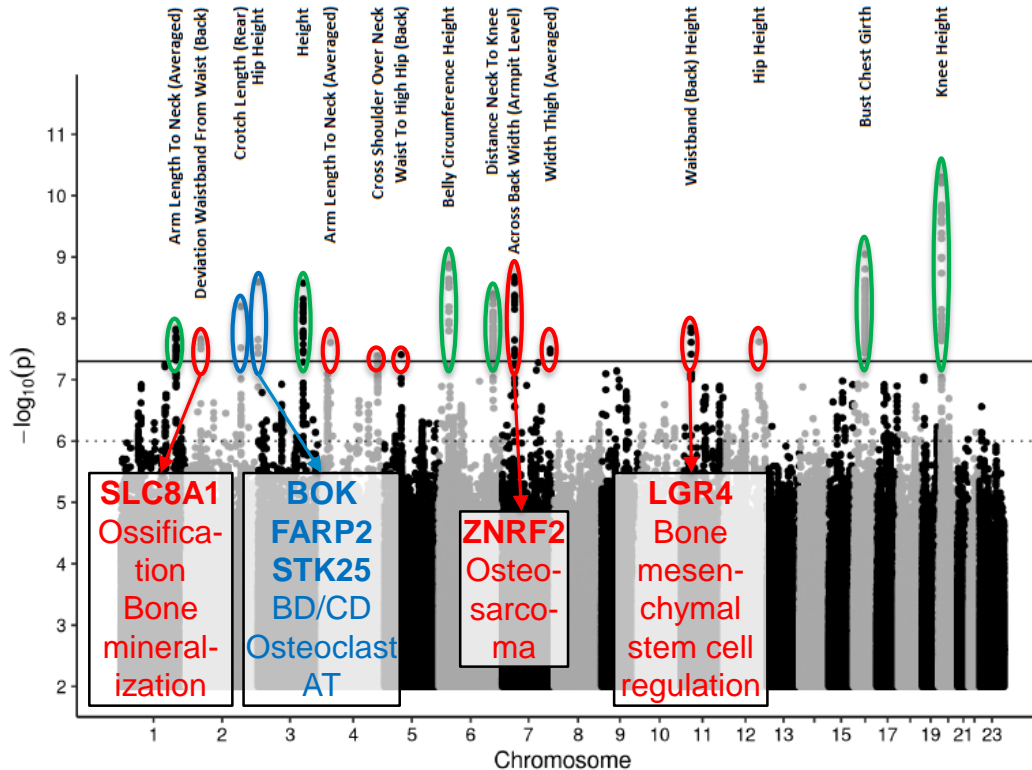 Arm Length To Neck (Averaged)
Deviation Waistband From Waist (Back)
Crotch Length (Rear)
Hip Height
Height
Arm Length To Neck (Averaged)
Cross Shoulder Over Neck
Waist To High Hip (Back)
Belly Circumference Height
Distance Neck To Knee
Across Back Width (Armpit Level)
Width Thigh (Averaged)
Waistband (Back) Height
Hip Height
Bust Chest Girth
Knee Height
−log10(p)
11
10
9
8
7
6
5
4
3
2
SLC8A1
Ossifica-
tion
Bone
mineral-
ization
BOK
FARP2
STK25
BD/CD
Osteoclast
AT
ZNRF2
Osteo-
sarco-
ma
LGR4
Bone
mesen-
chymal
stem cell
regulation
1 2 3 4 5 6 7 8 9 10 11 12 13 15 17 19 21 23
Chromosome